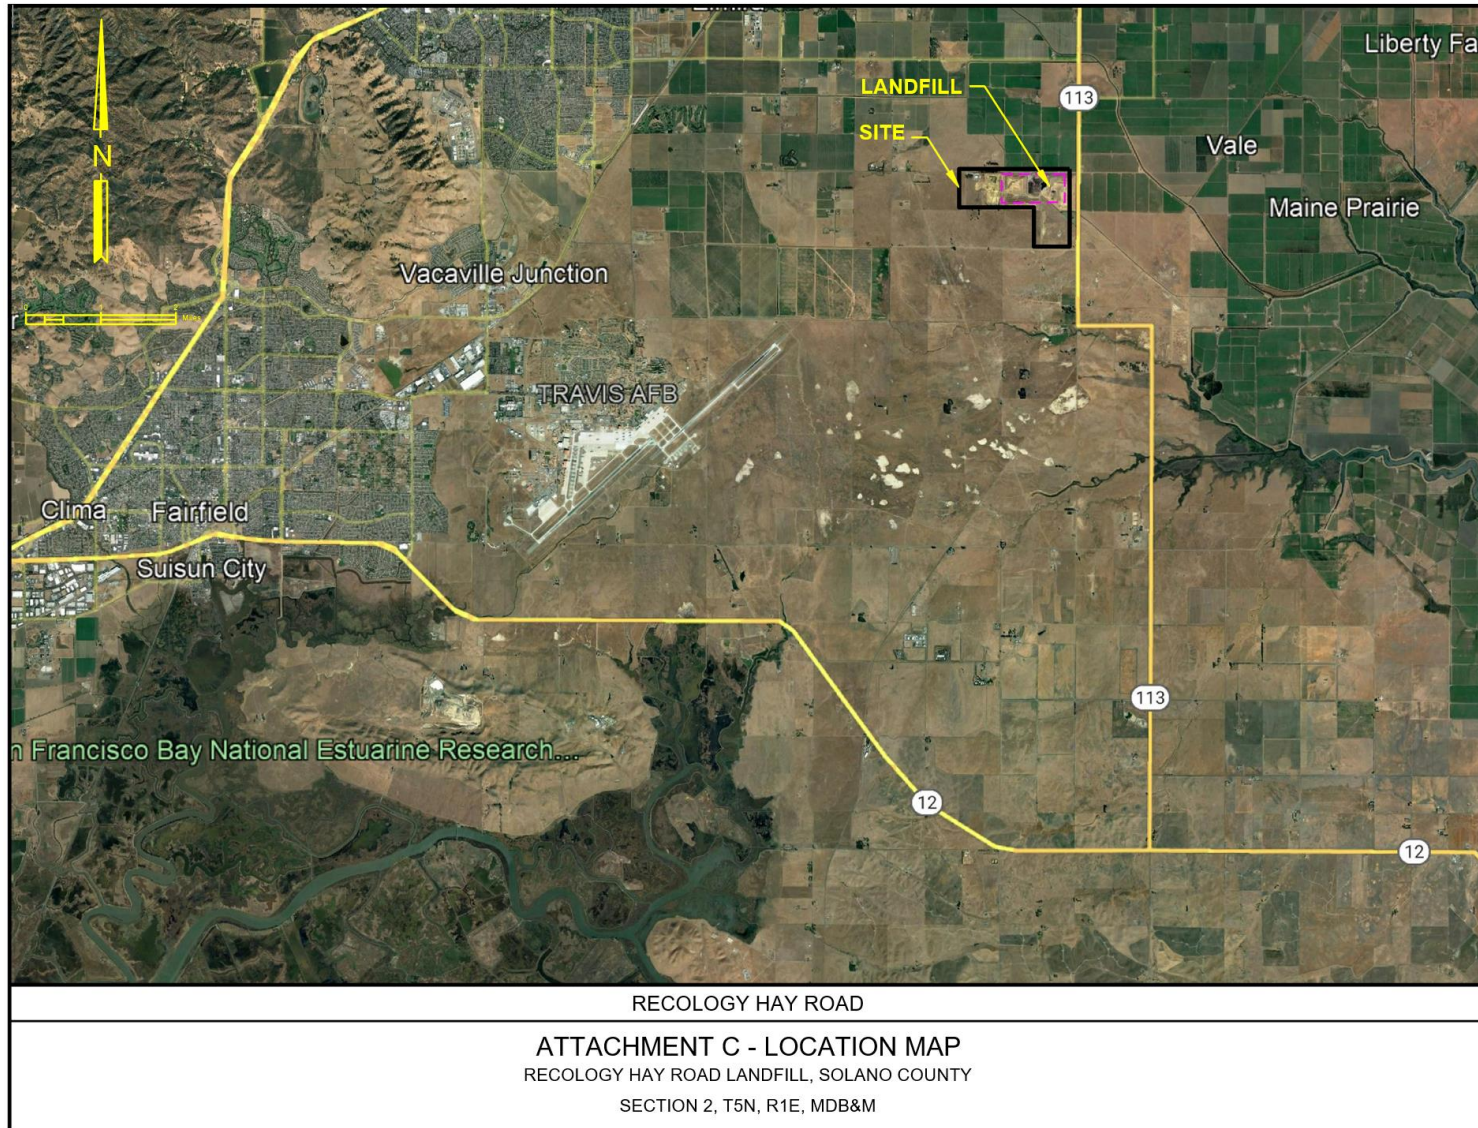 Liberty Fa
LANDFILL
113
SITE
Vale
N
Maine Prairie
Vacaville Junction
Miles
TRAVIS AFB
Clima
Fairfield
Suisun City
113
n Francisco Bay National Estuarine Research...
12
12
RECOLOGY HAY ROAD
ATTACHMENT C - LOCATION MAP
RECOLOGY HAY ROAD LANDFILL, SOLANO COUNTY
SECTION 2, T5N, R1E, MDB&M